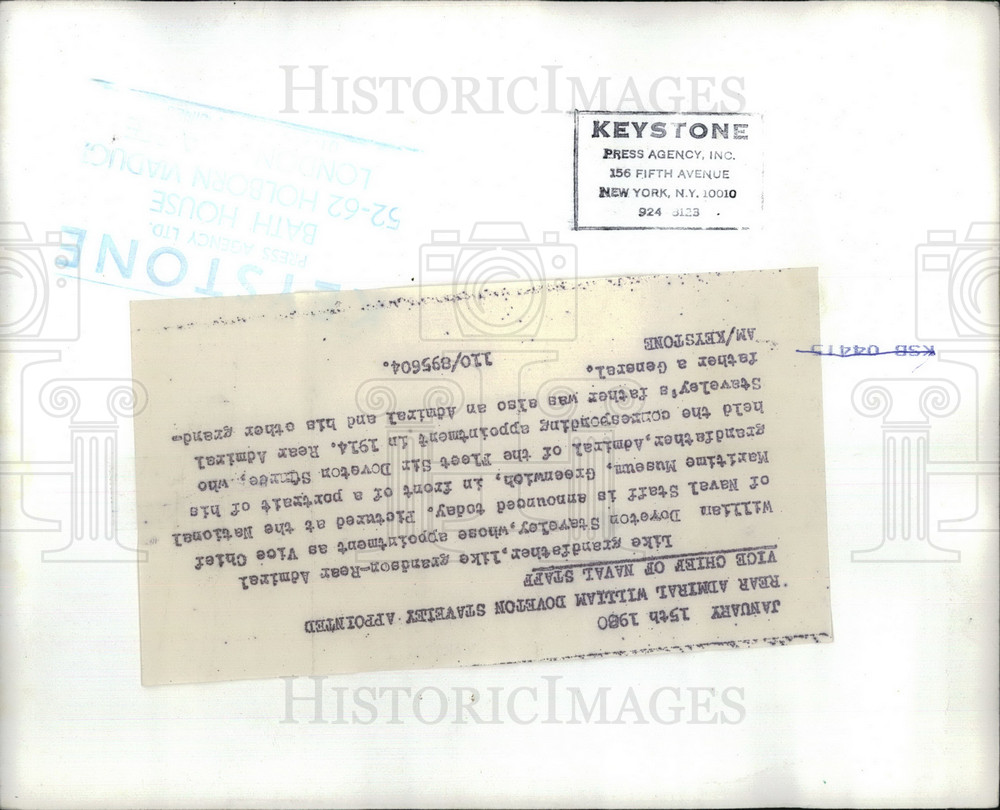 HISTORICIMAGES
KEYSTONE
PRESS AGENCY, INC.
156 FIFTH AVENUE
NEW YORK, N.Y. 10010
924
KEYSTONE
PRESS AGENCY LTD.
BATH HOUSE
52-62 HOLBORN VIADUCT
LONDON
KSB 04415
JANUARY 15th 1980
REAR ADMIRAL WILLIAM DOVETON STAVELEY APPOINTED
VICE CHIEF OF NAVAL STAFF
Like grandfather, like grandson-Rear Admiral
William Doveton Staveley, whose appointment as Vice Chief
of Naval Staff is announced today. Pictured at the National
Maritime Museum, Greenwich, in front of a portrait of his
grandfather, Admiral of the Fleet Sir Doveton Sturdee, who
held the corresponding appointment in 1914. Rear Admiral
Staveley's father was also an Admiral and his other grand-
father a General.
AM/KEYSTONE 110/895604.
HISTORICIMAGES